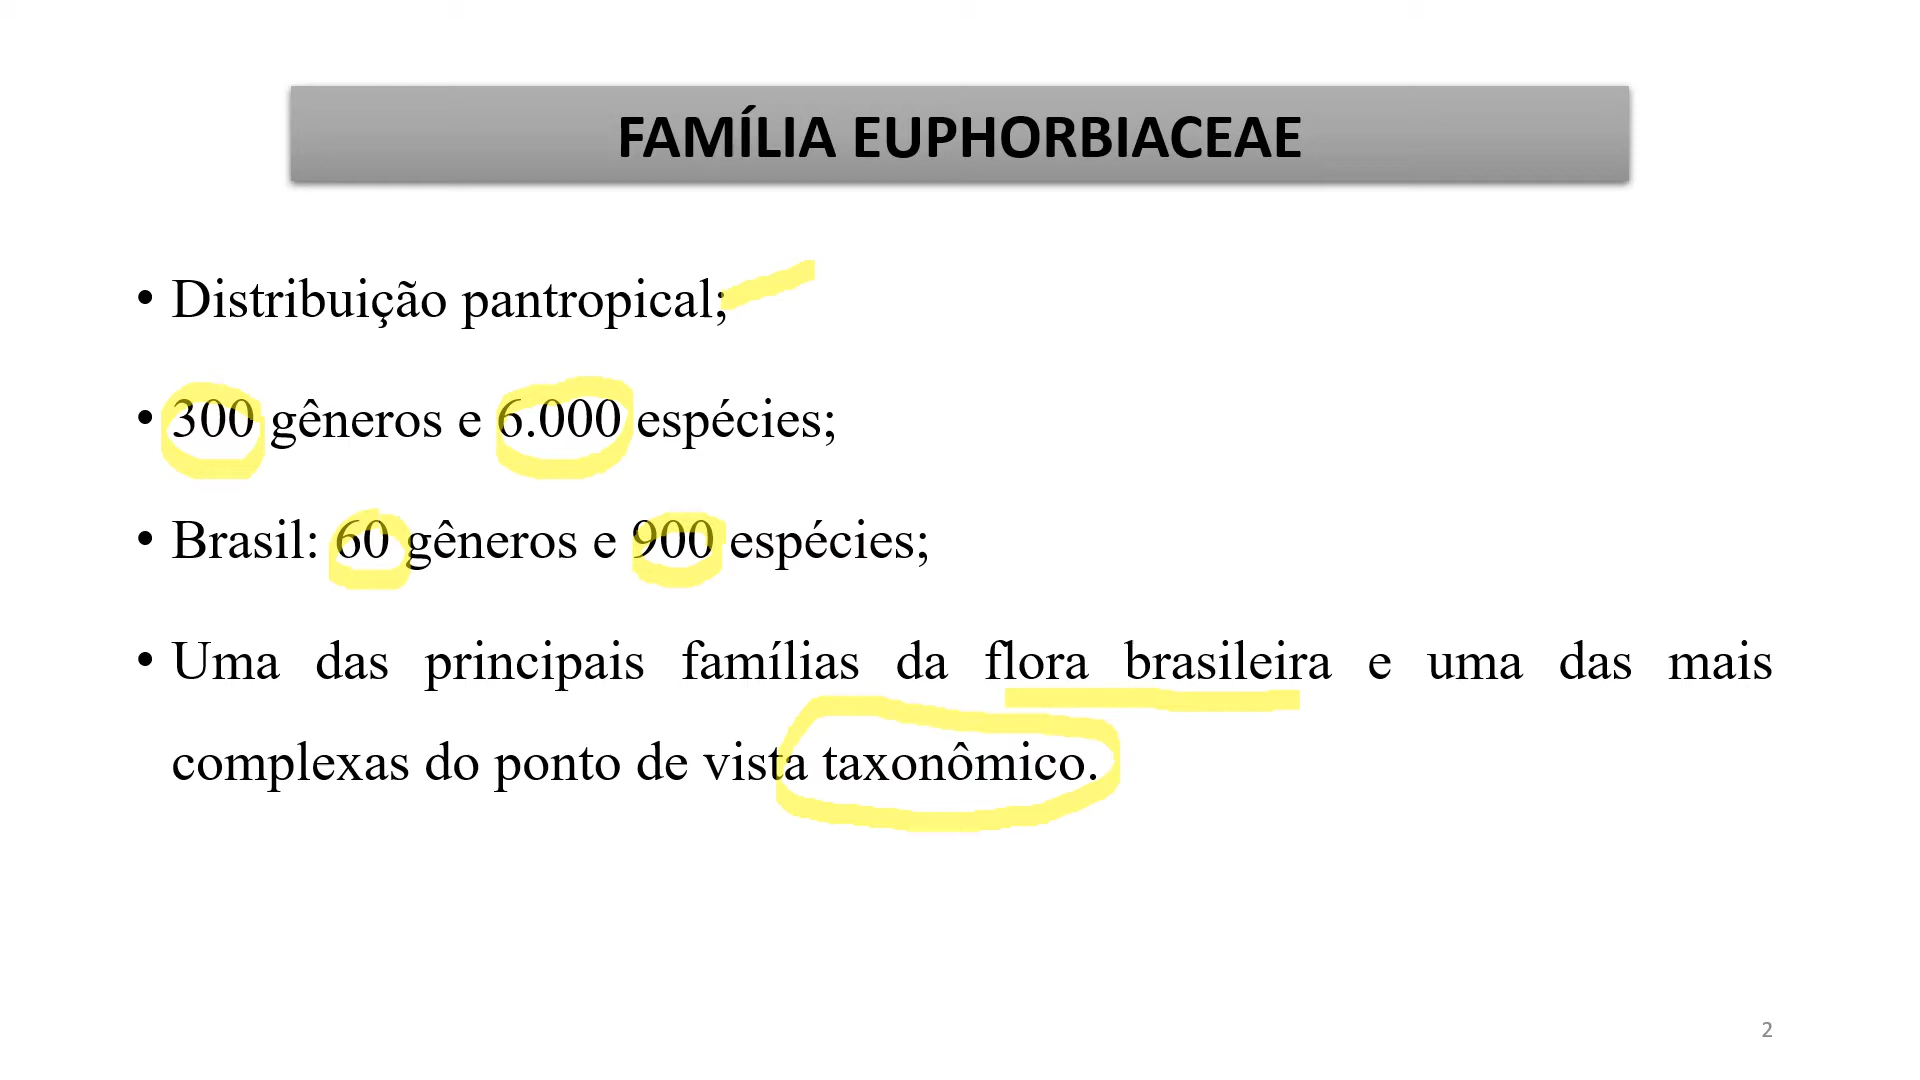 FAMÍLIA EUPHORBIACEAE
• Distribuição pantropical;
• 300 gêneros e 6.000 espécies;
• Brasil: 60 gêneros e 900 espécies;
• Uma das principais famílias da flora brasileira e uma das mais
complexas do ponto de vista taxonômico.
2